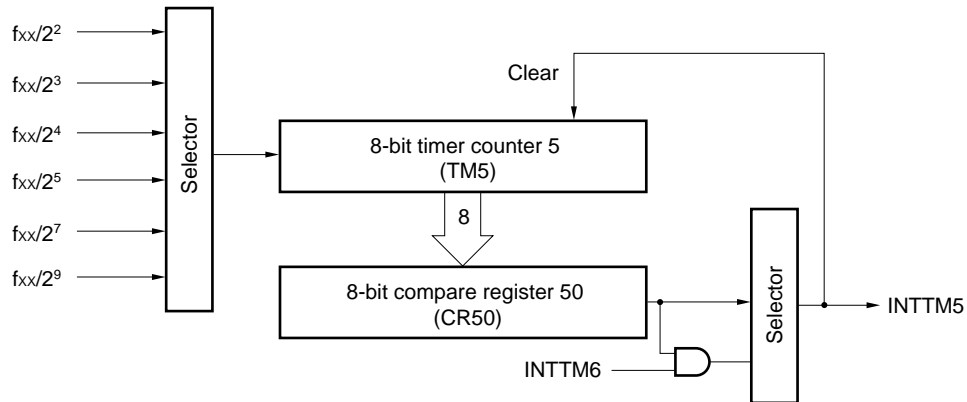 fxx/2²
fxx/2³
fxx/2⁴
fxx/2⁵
fxx/2⁷
fxx/2⁹
Selector
Clear
8-bit timer counter 5
(TM5)
8
8-bit compare register 50
(CR50)
INTTM6
Selector
INTTM5